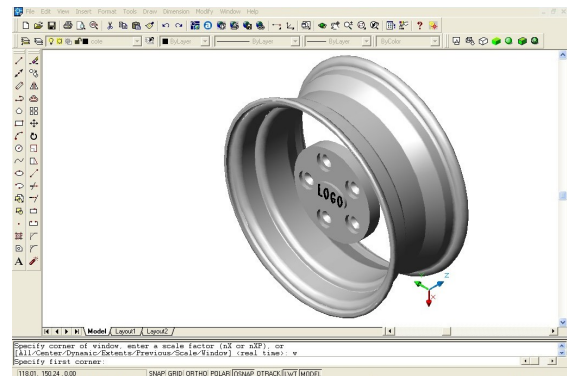 File Edit View Insert Format Tools Draw Dimension Modify Window Help
ByLayer ByLayer ByLayer ByColor
LOGO
Z
X
Model Layout1 Layout2
Specify corner of window, enter a scale factor (nX or nXP), or
[All/Center/Dynamic/Extents/Previous/Scale/Window] <real time>: w
Specify first corner:
118.01, 150.24, 0.00 SNAP GRID ORTHO POLAR OSNAP OTRACK LWT MODEL